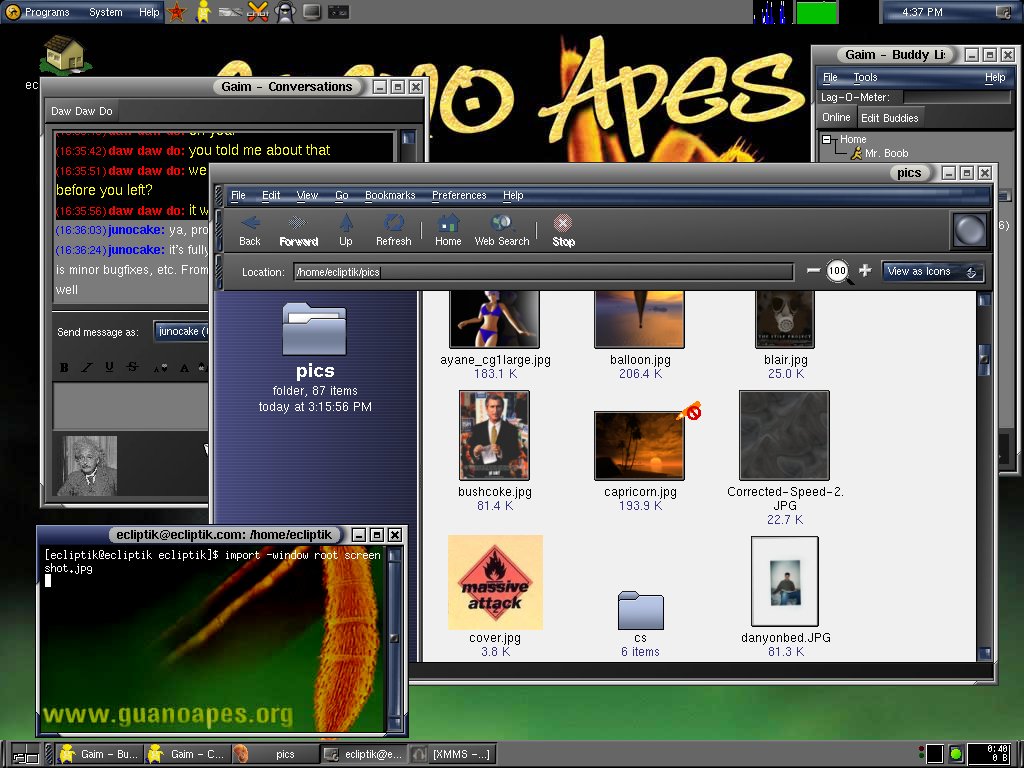 Programs System Help
4:37 PM
Apes
ec
Gaim - Conversations
Daw Daw Do
(16:35:42) daw daw do: you told me about that
(16:35:51) daw daw do: we
before you left?
(16:35:56) daw daw do: it w
(16:36:03) junocake: ya, pro
(16:36:24) junocake: it's fully
is minor bugfixes, etc. From
well
Send message as: junocake (
B I U S A A
Gaim - Buddy Li
File Tools Help
Lag-O-Meter:
Online Edit Buddies
Home
Mr. Boob
6)
pics
File Edit View Go Bookmarks Preferences Help
Back Forward Up Refresh Home Web Search Stop
Location: /home/ecliptik/pics 100 View as Icons
pics
folder, 87 items
today at 3:15:56 PM
ayane_cg1large.jpg
183.1 K
balloon.jpg
206.4 K
blair.jpg
25.0 K
bushcoke.jpg
81.4 K
capricorn.jpg
193.9 K
Corrected-Speed-2.
JPG
22.7 K
massive
attack
cover.jpg
3.8 K
cs
6 items
danyonbed.JPG
81.3 K
ecliptik@ecliptik.com: /home/ecliptik
[ecliptik@ecliptik ecliptik]$ import -window root screen
shot.jpg
www.guanoapes.org
Gaim - Bu... Gaim - C... pics ecliptik@e... [XMMS -...]
0:40
0 B